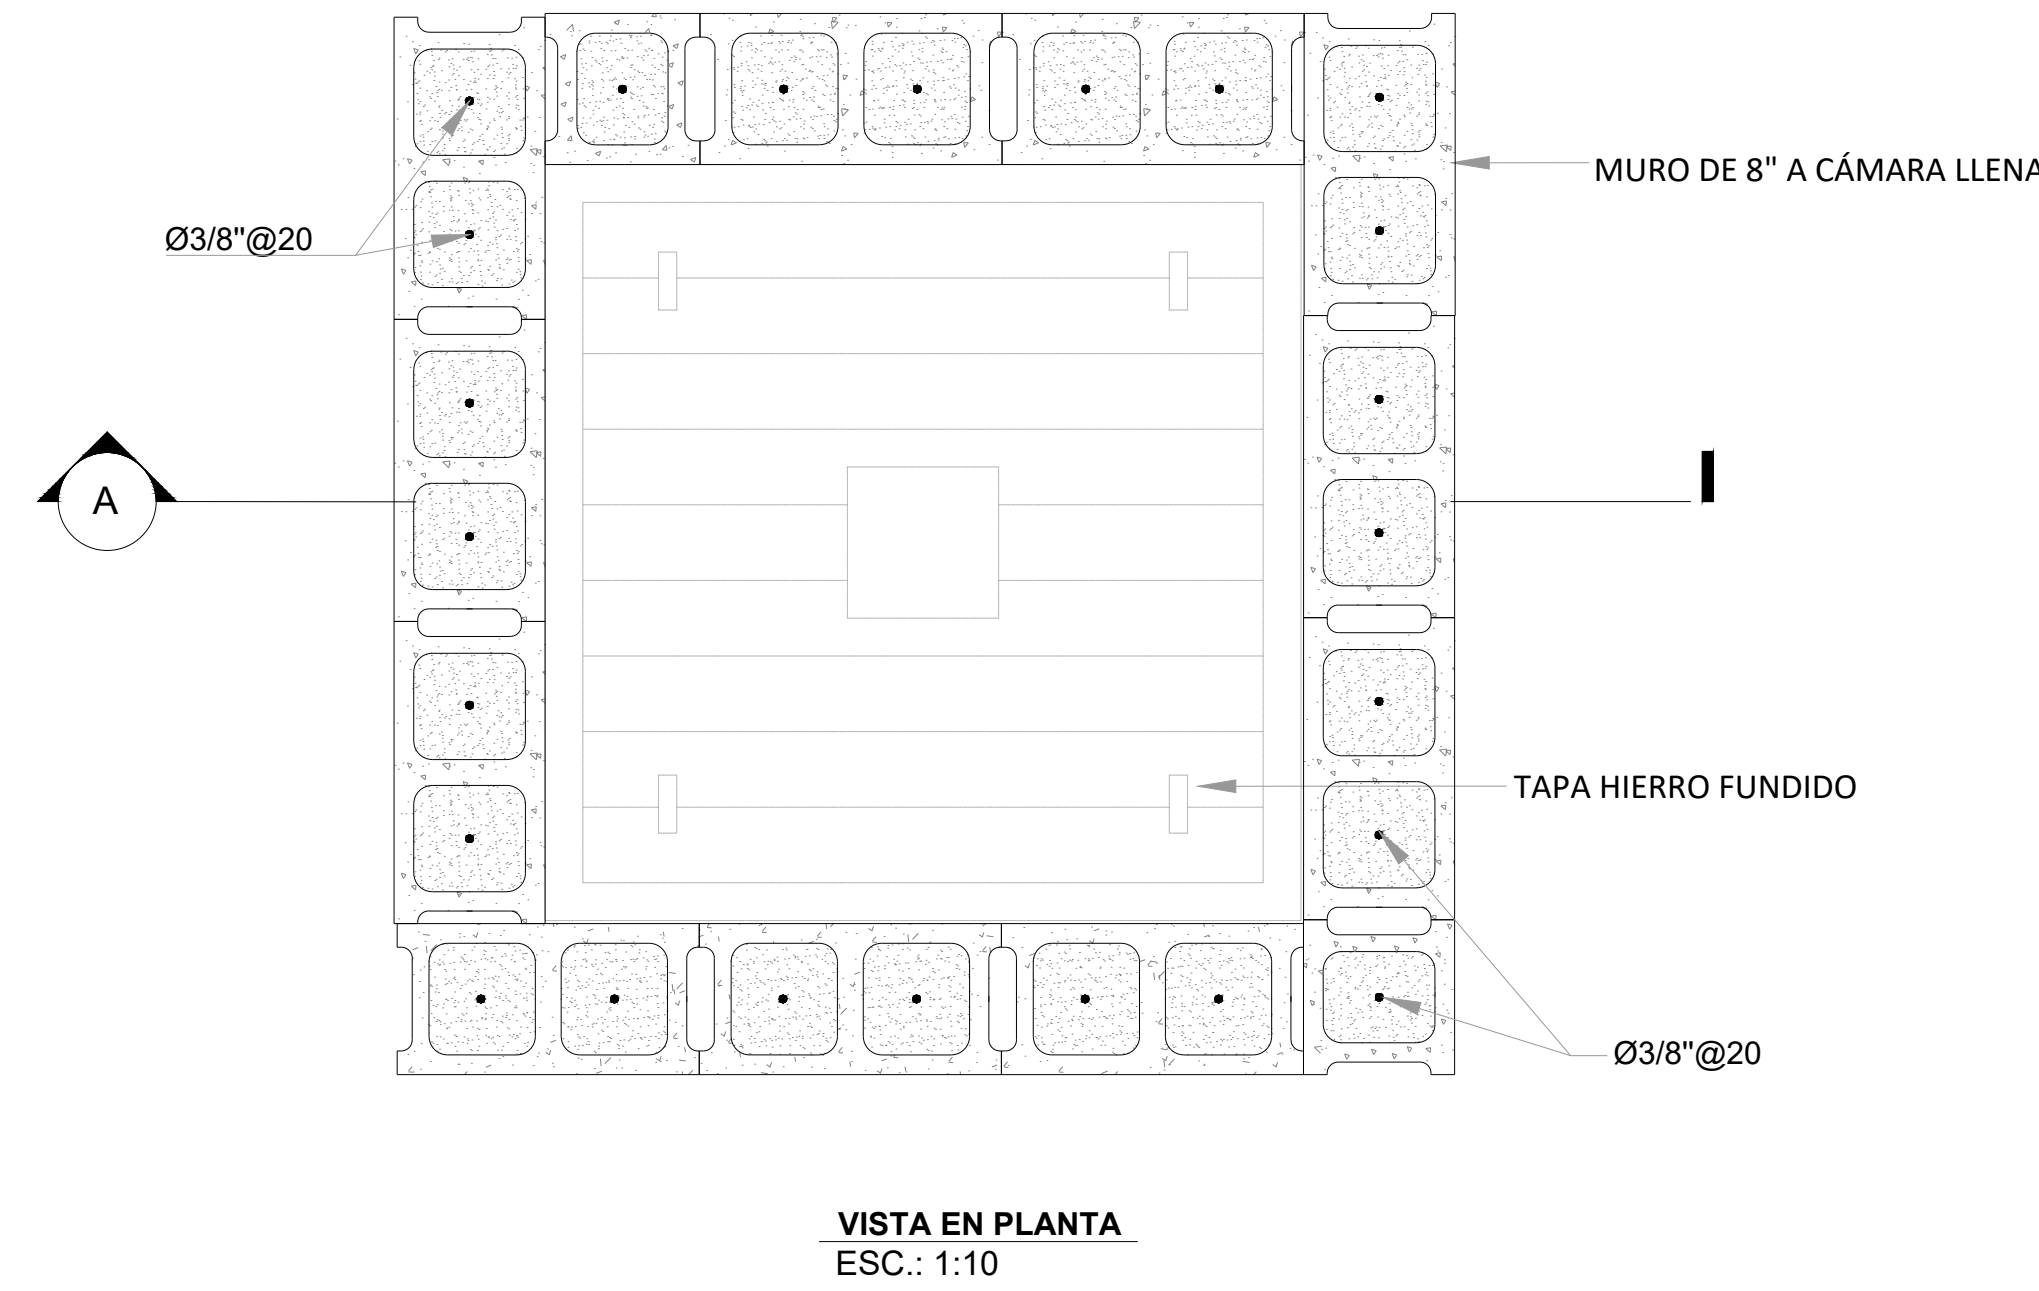 MURO DE 8" A CÁMARA LLENA
Ø3/8"@20
A
TAPA HIERRO FUNDIDO
Ø3/8"@20
VISTA EN PLANTA
ESC.: 1:10